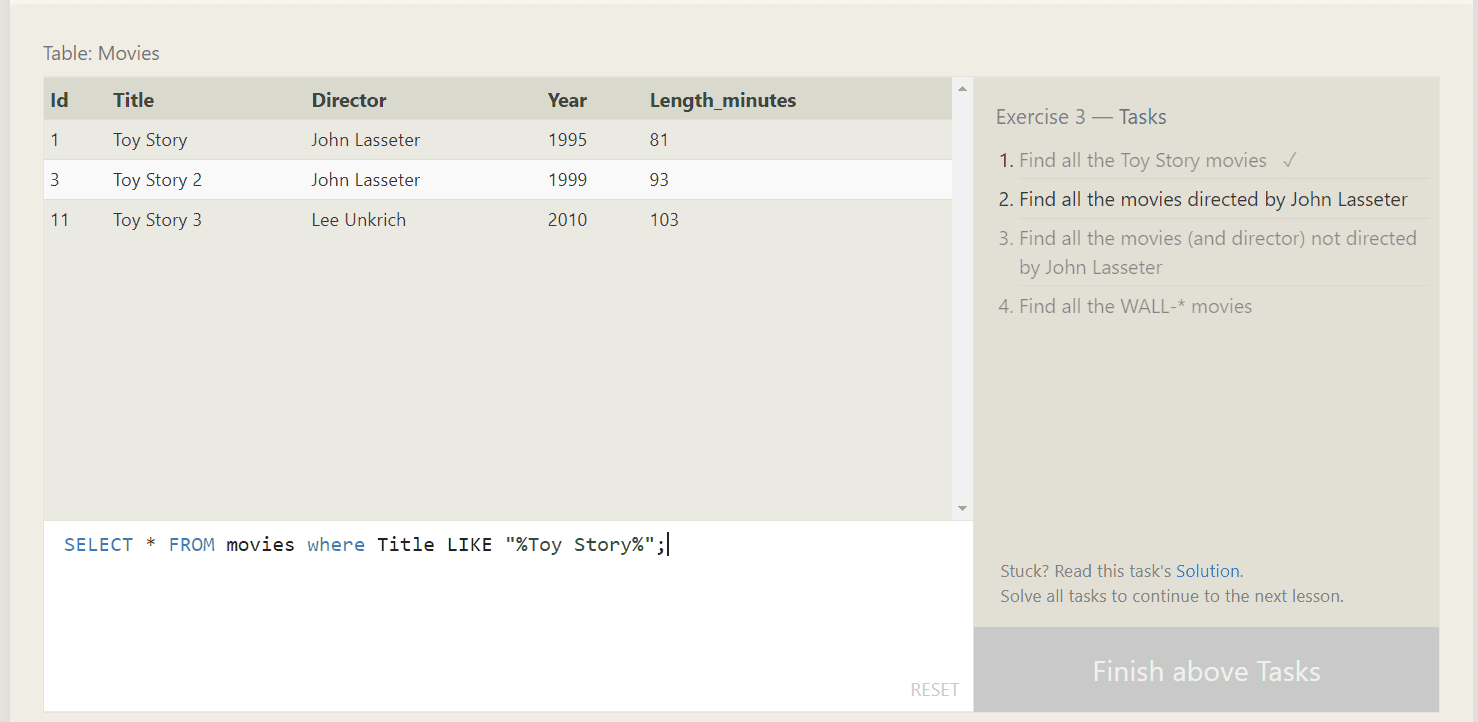 Table: Movies
Id Title Director Year Length_minutes
1 Toy Story John Lasseter 1995 81
3 Toy Story 2 John Lasseter 1999 93
11 Toy Story 3 Lee Unkrich 2010 103
SELECT * FROM movies where Title LIKE "%Toy Story%";
RESET
Exercise 3 — Tasks
1. Find all the Toy Story movies ✓
2. Find all the movies directed by John Lasseter
3. Find all the movies (and director) not directed
by John Lasseter
4. Find all the WALL-* movies
Stuck? Read this task's Solution.
Solve all tasks to continue to the next lesson.
Finish above Tasks